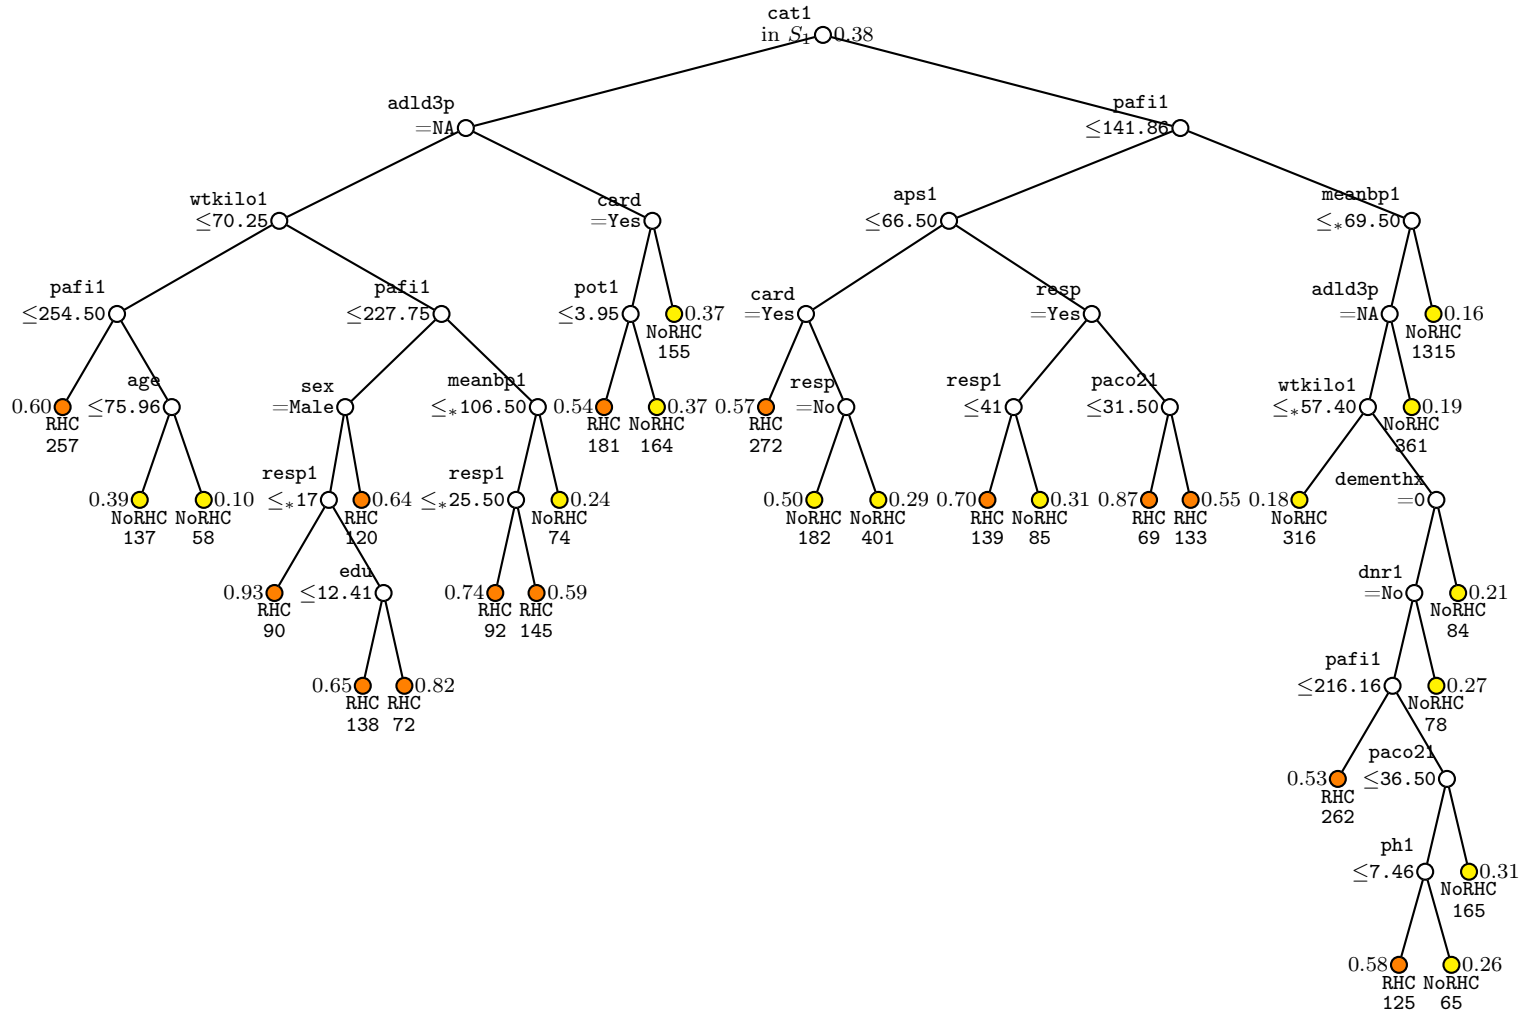 cat1
in S1 0.38
adld3p
=NA
pafi1
≤141.86
wtkilo1
≤70.25
card
=Yes
aps1
≤66.50
meanbp1
≤*69.50
pafi1
≤254.50
pafi1
≤227.75
pot1
≤3.95
0.37
NoRHC
155
card
=Yes
resp
=Yes
adld3p
=NA
0.16
NoRHC
1315
0.60
RHC
257
age
≤75.96
sex
=Male
meanbp1
≤*106.50
0.54
RHC
181
0.37
NoRHC
164
0.57
RHC
272
resp
=No
resp1
≤41
paco21
≤31.50
wtkilo1
≤*57.40
0.19
NoRHC
361
0.39
NoRHC
137
0.10
NoRHC
58
resp1
≤*17
0.64
RHC
120
resp1
≤*25.50
0.24
NoRHC
74
0.50
NoRHC
182
0.29
NoRHC
401
0.70
RHC
139
0.31
NoRHC
85
0.87
RHC
69
0.55
RHC
133
0.18
NoRHC
316
dementhx
=0
0.93
RHC
90
edu
≤12.41
0.74
RHC
92
0.59
RHC
145
dnr1
=No
0.21
NoRHC
84
0.65
RHC
138
0.82
RHC
72
pafi1
≤216.16
0.27
NoRHC
78
0.53
RHC
262
paco21
≤36.50
ph1
≤7.46
0.31
NoRHC
165
0.58
RHC
125
0.26
NoRHC
65